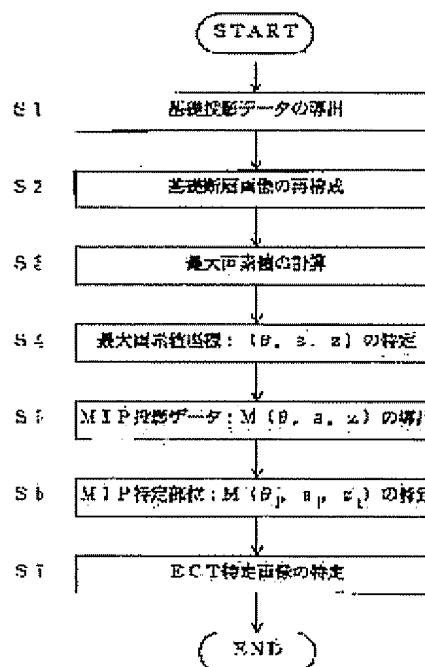 START
S1 基礎投影データの導出
S2 基礎断層画像の再構成
S3 最大画素値の計算
S4 最大画素値座標：(θ, s, z) の特定
S5 MIP投影データ：M (θ, s, z) の導出
S6 MIP特定部位：M (θj, sj, zj) の特定
S7 ECT特定画像の特定
END